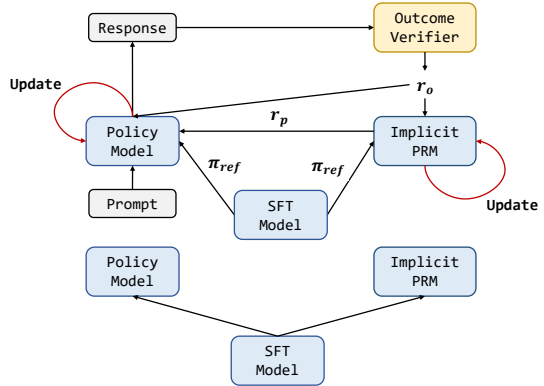 Response
Outcome
Verifier
Update
r_o
r_p
Policy
Model
Implicit
PRM
π_ref
π_ref
Prompt
SFT
Model
Update
Policy
Model
Implicit
PRM
SFT
Model